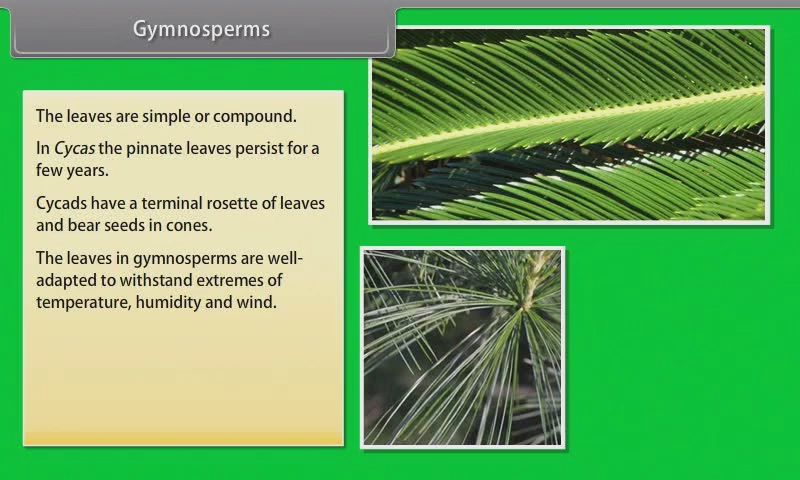 Gymnosperms
The leaves are simple or compound.
In Cycas the pinnate leaves persist for a
few years.
Cycads have a terminal rosette of leaves
and bear seeds in cones.
The leaves in gymnosperms are well-
adapted to withstand extremes of
temperature, humidity and wind.